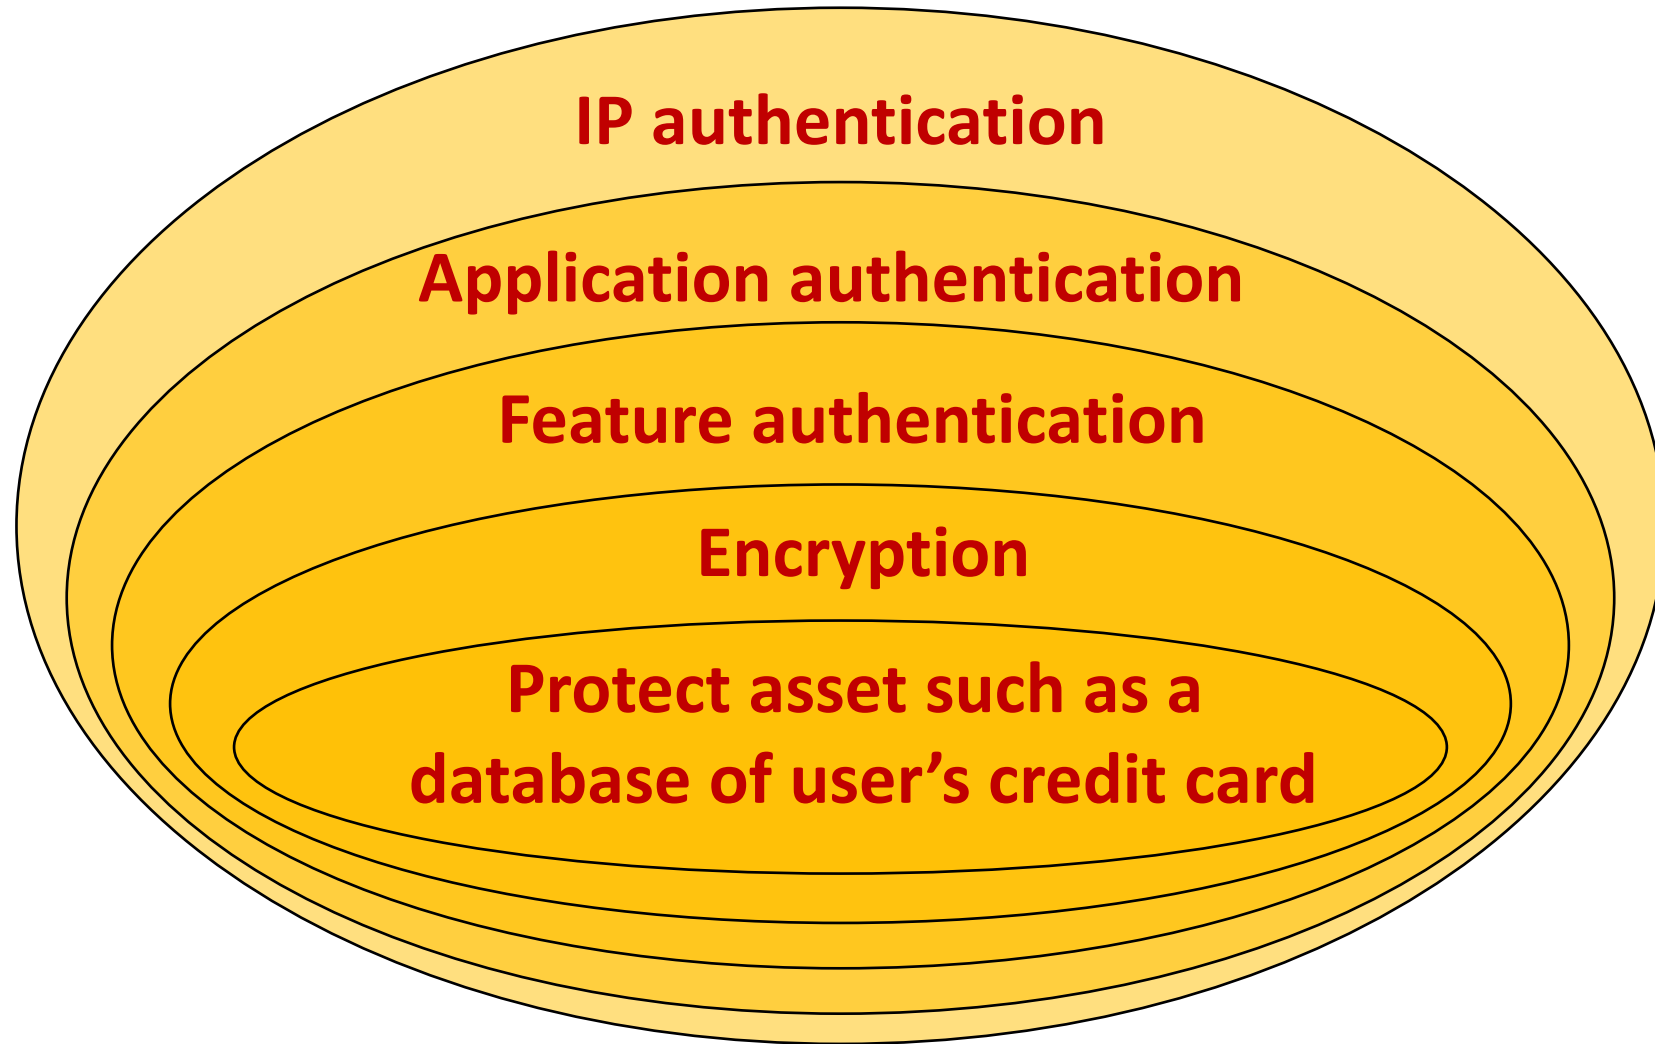 IP authentication
Application authentication
Feature authentication
Encryption
Protect asset such as a
database of user’s credit card